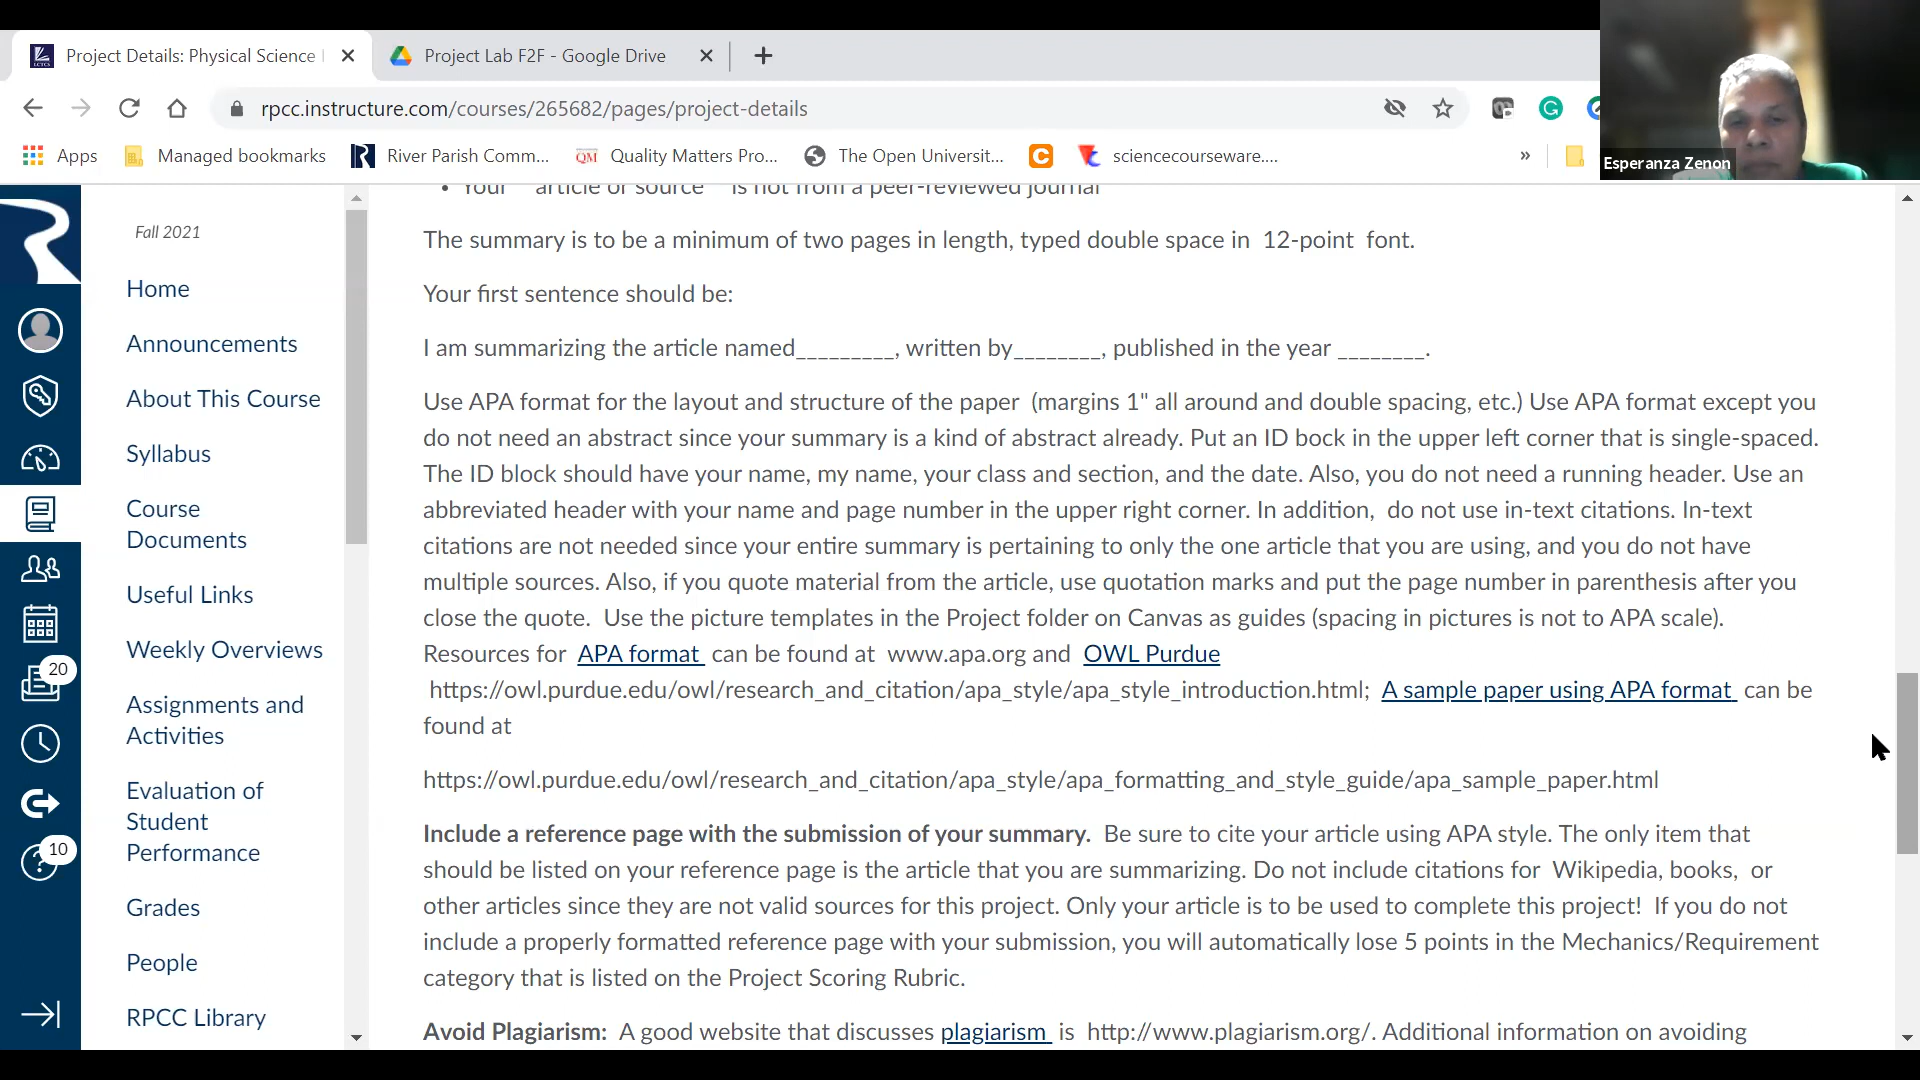 Project Details: Physical Science
Project Lab F2F - Google Drive
rpcc.instructure.com/courses/265682/pages/project-details
Apps
Managed bookmarks
River Parish Comm...
QM
Quality Matters Pro...
The Open Universit...
C
sciencecourseware....
»
Esperanza Zenon
LCTCS
Fall 2021
Home
Announcements
About This Course
Syllabus
Course
Documents
Useful Links
Weekly Overviews
Assignments and
Activities
Evaluation of
Student
Performance
Grades
People
RPCC Library
20
10
• Your "article or source" is not from a peer-reviewed journal
The summary is to be a minimum of two pages in length, typed double space in 12-point font.
Your first sentence should be:
I am summarizing the article named_________, written by________, published in the year ________.
Use APA format for the layout and structure of the paper (margins 1" all around and double spacing, etc.) Use APA format except you
do not need an abstract since your summary is a kind of abstract already. Put an ID bock in the upper left corner that is single-spaced.
The ID block should have your name, my name, your class and section, and the date. Also, you do not need a running header. Use an
abbreviated header with your name and page number in the upper right corner. In addition, do not use in-text citations. In-text
citations are not needed since your entire summary is pertaining to only the one article that you are using, and you do not have
multiple sources. Also, if you quote material from the article, use quotation marks and put the page number in parenthesis after you
close the quote. Use the picture templates in the Project folder on Canvas as guides (spacing in pictures is not to APA scale).
Resources for APA format can be found at www.apa.org and OWL Purdue
https://owl.purdue.edu/owl/research_and_citation/apa_style/apa_style_introduction.html; A sample paper using APA format can be
found at
https://owl.purdue.edu/owl/research_and_citation/apa_style/apa_formatting_and_style_guide/apa_sample_paper.html
Include a reference page with the submission of your summary. Be sure to cite your article using APA style. The only item that
should be listed on your reference page is the article that you are summarizing. Do not include citations for Wikipedia, books, or
other articles since they are not valid sources for this project. Only your article is to be used to complete this project! If you do not
include a properly formatted reference page with your submission, you will automatically lose 5 points in the Mechanics/Requirement
category that is listed on the Project Scoring Rubric.
Avoid Plagiarism: A good website that discusses plagiarism is http://www.plagiarism.org/. Additional information on avoiding